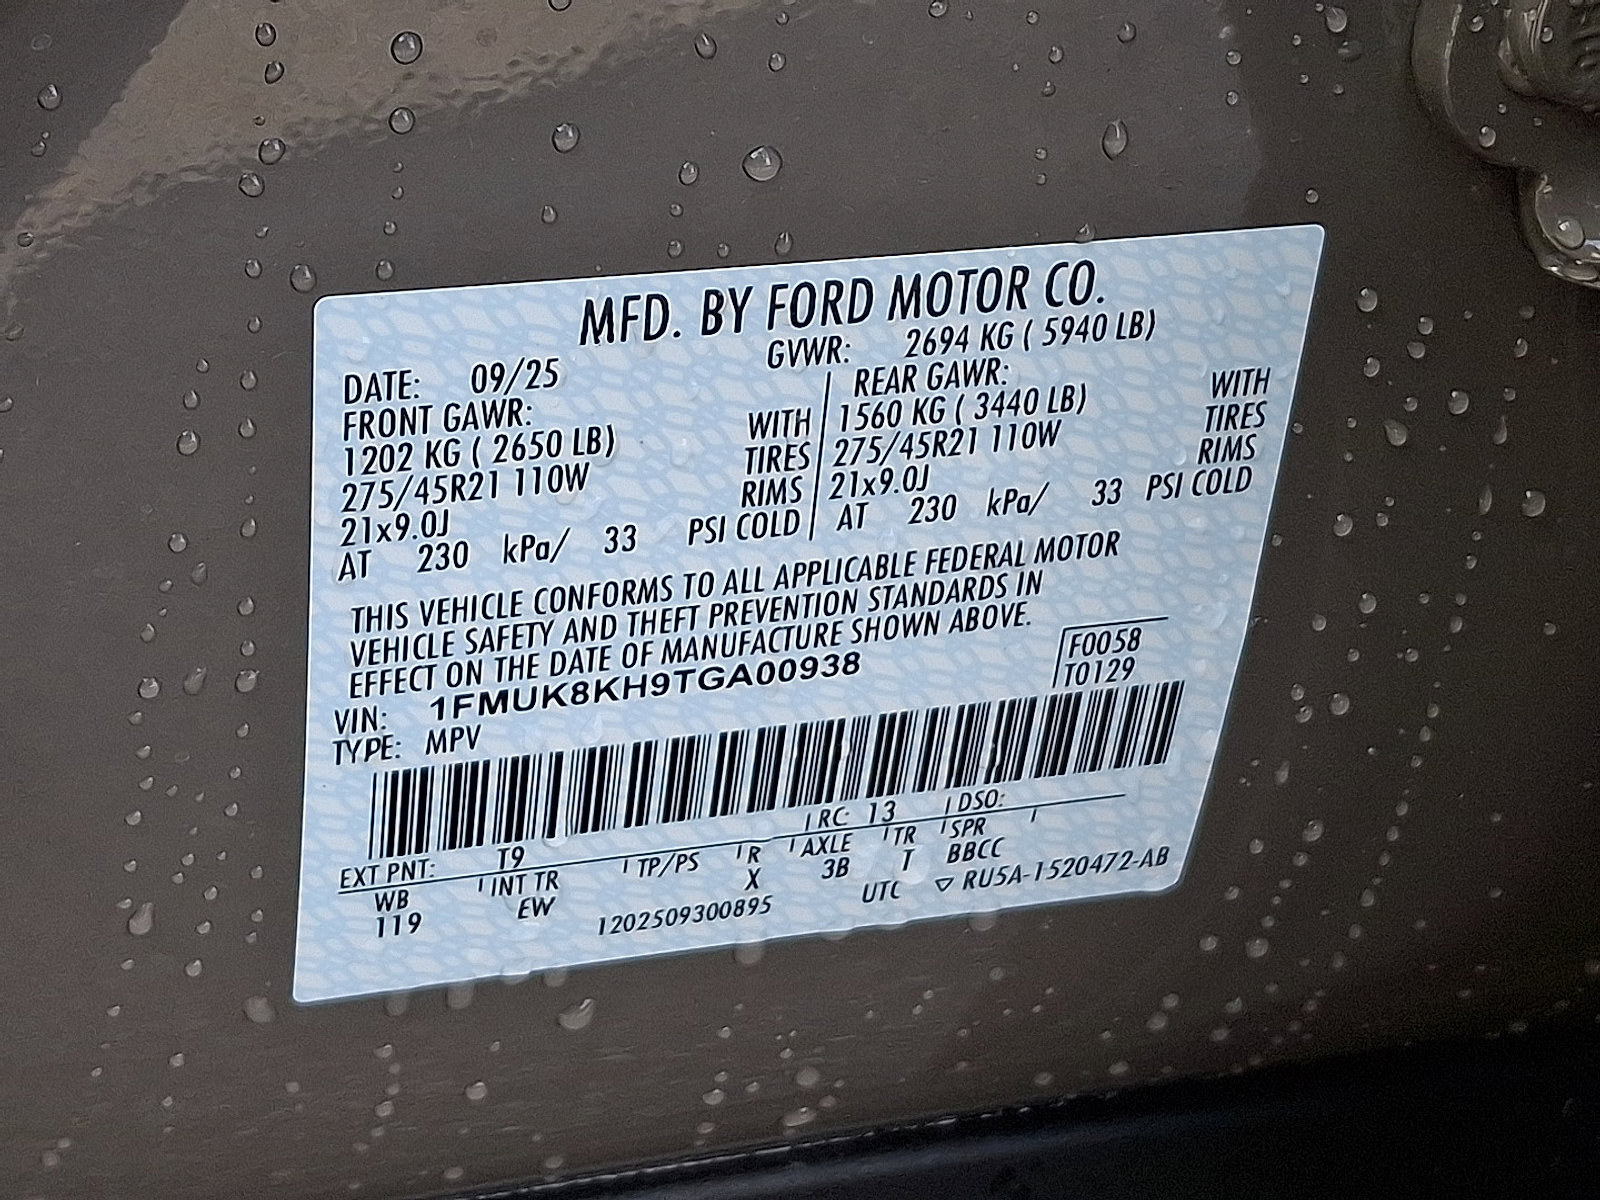 MFD. BY FORD MOTOR CO.
DATE: 09/25 GVWR: 2694 KG ( 5940 LB)
FRONT GAWR: WITH
1202 KG ( 2650 LB) TIRES
275/45R21 110W RIMS
21x9.0J
AT 230 kPa/ 33 PSI COLD
REAR GAWR: WITH
1560 KG ( 3440 LB) TIRES
275/45R21 110W RIMS
21x9.0J
AT 230 kPa/ 33 PSI COLD
THIS VEHICLE CONFORMS TO ALL APPLICABLE FEDERAL MOTOR
VEHICLE SAFETY AND THEFT PREVENTION STANDARDS IN
EFFECT ON THE DATE OF MANUFACTURE SHOWN ABOVE.
VIN: 1FMUK8KH9TGA00938
TYPE: MPV
F0058
T0129
EXT PNT: T9 RC: 13 DSO:
WB INT TR TP/PS R AXLE TR SPR
119 EW X 3B T BBCC
1202509300895 UTC ▽ RU5A-1520472-AB